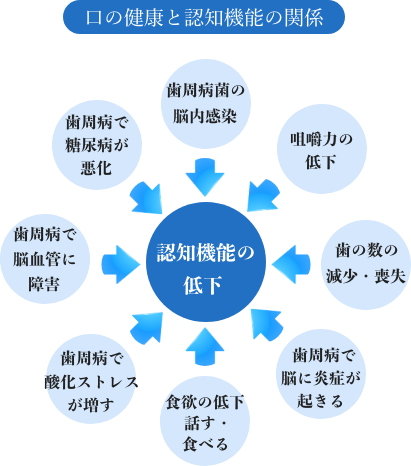 口の健康と認知機能の関係
歯周病菌の
脳内感染
咀嚼力の
低下
歯の数の
減少・喪失
歯周病で
脳に炎症が
起きる
食欲の低下
話す・
食べる
歯周病で
酸化ストレス
が増す
歯周病で
脳血管に
障害
歯周病で
糖尿病が
悪化
認知機能の
低下